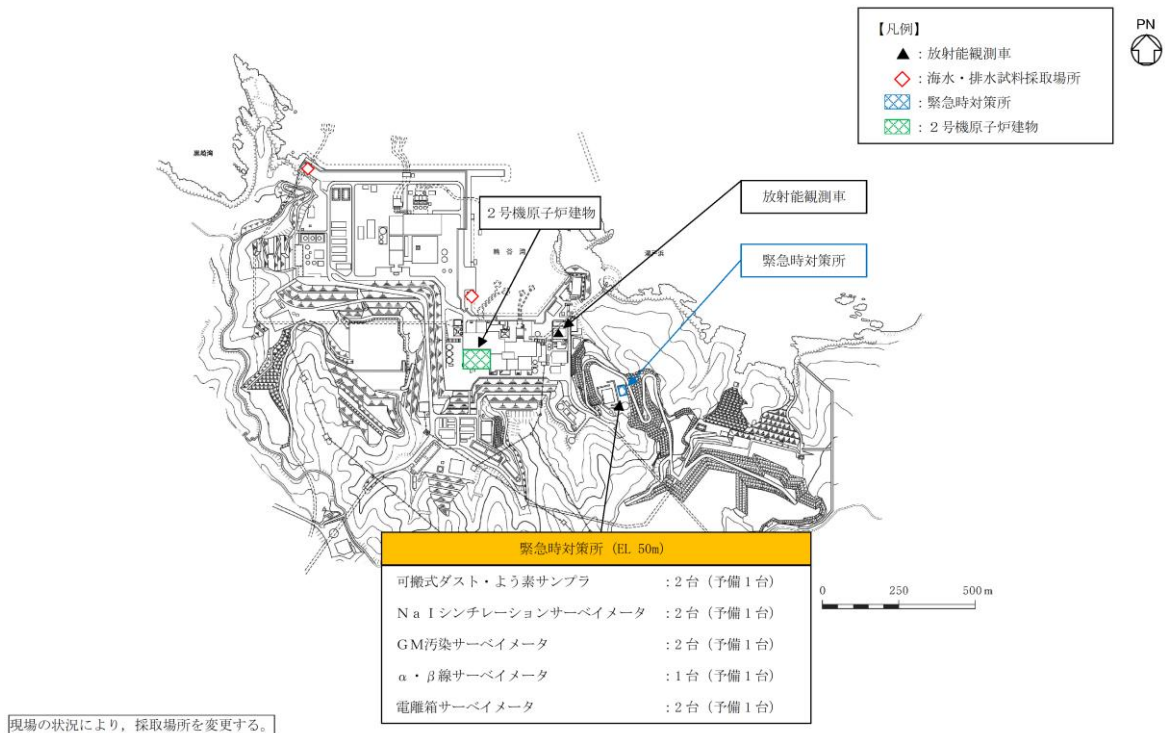 【凡例】
▲：放射能観測車
◇：海水・排水試料採取場所
：緊急時対策所
：２号機原子炉建物
PN
放射能観測車
２号機原子炉建物
緊急時対策所
緊急時対策所（EL 50m）
可搬式ダスト・よう素サンプラ ：２台（予備１台）
ＮａＩシンチレーションサーベイメータ ：２台（予備１台）
ＧＭ汚染サーベイメータ ：２台（予備１台）
α・β線サーベイメータ ：１台（予備１台）
電離箱サーベイメータ ：２台（予備１台）
0 250 500m
現場の状況により，採取場所を変更する。